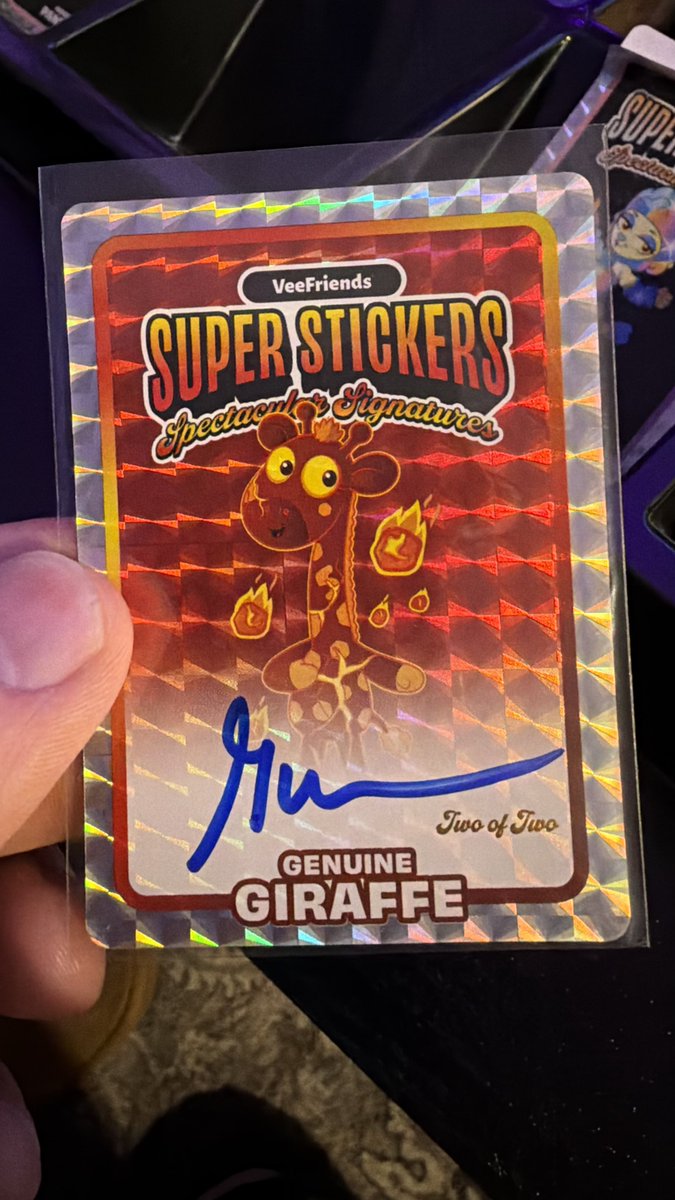 VeeFriends
SUPER STICKERS
Spectacular Signatures
Two of Two
GENUINE
GIRAFFE
SUPER